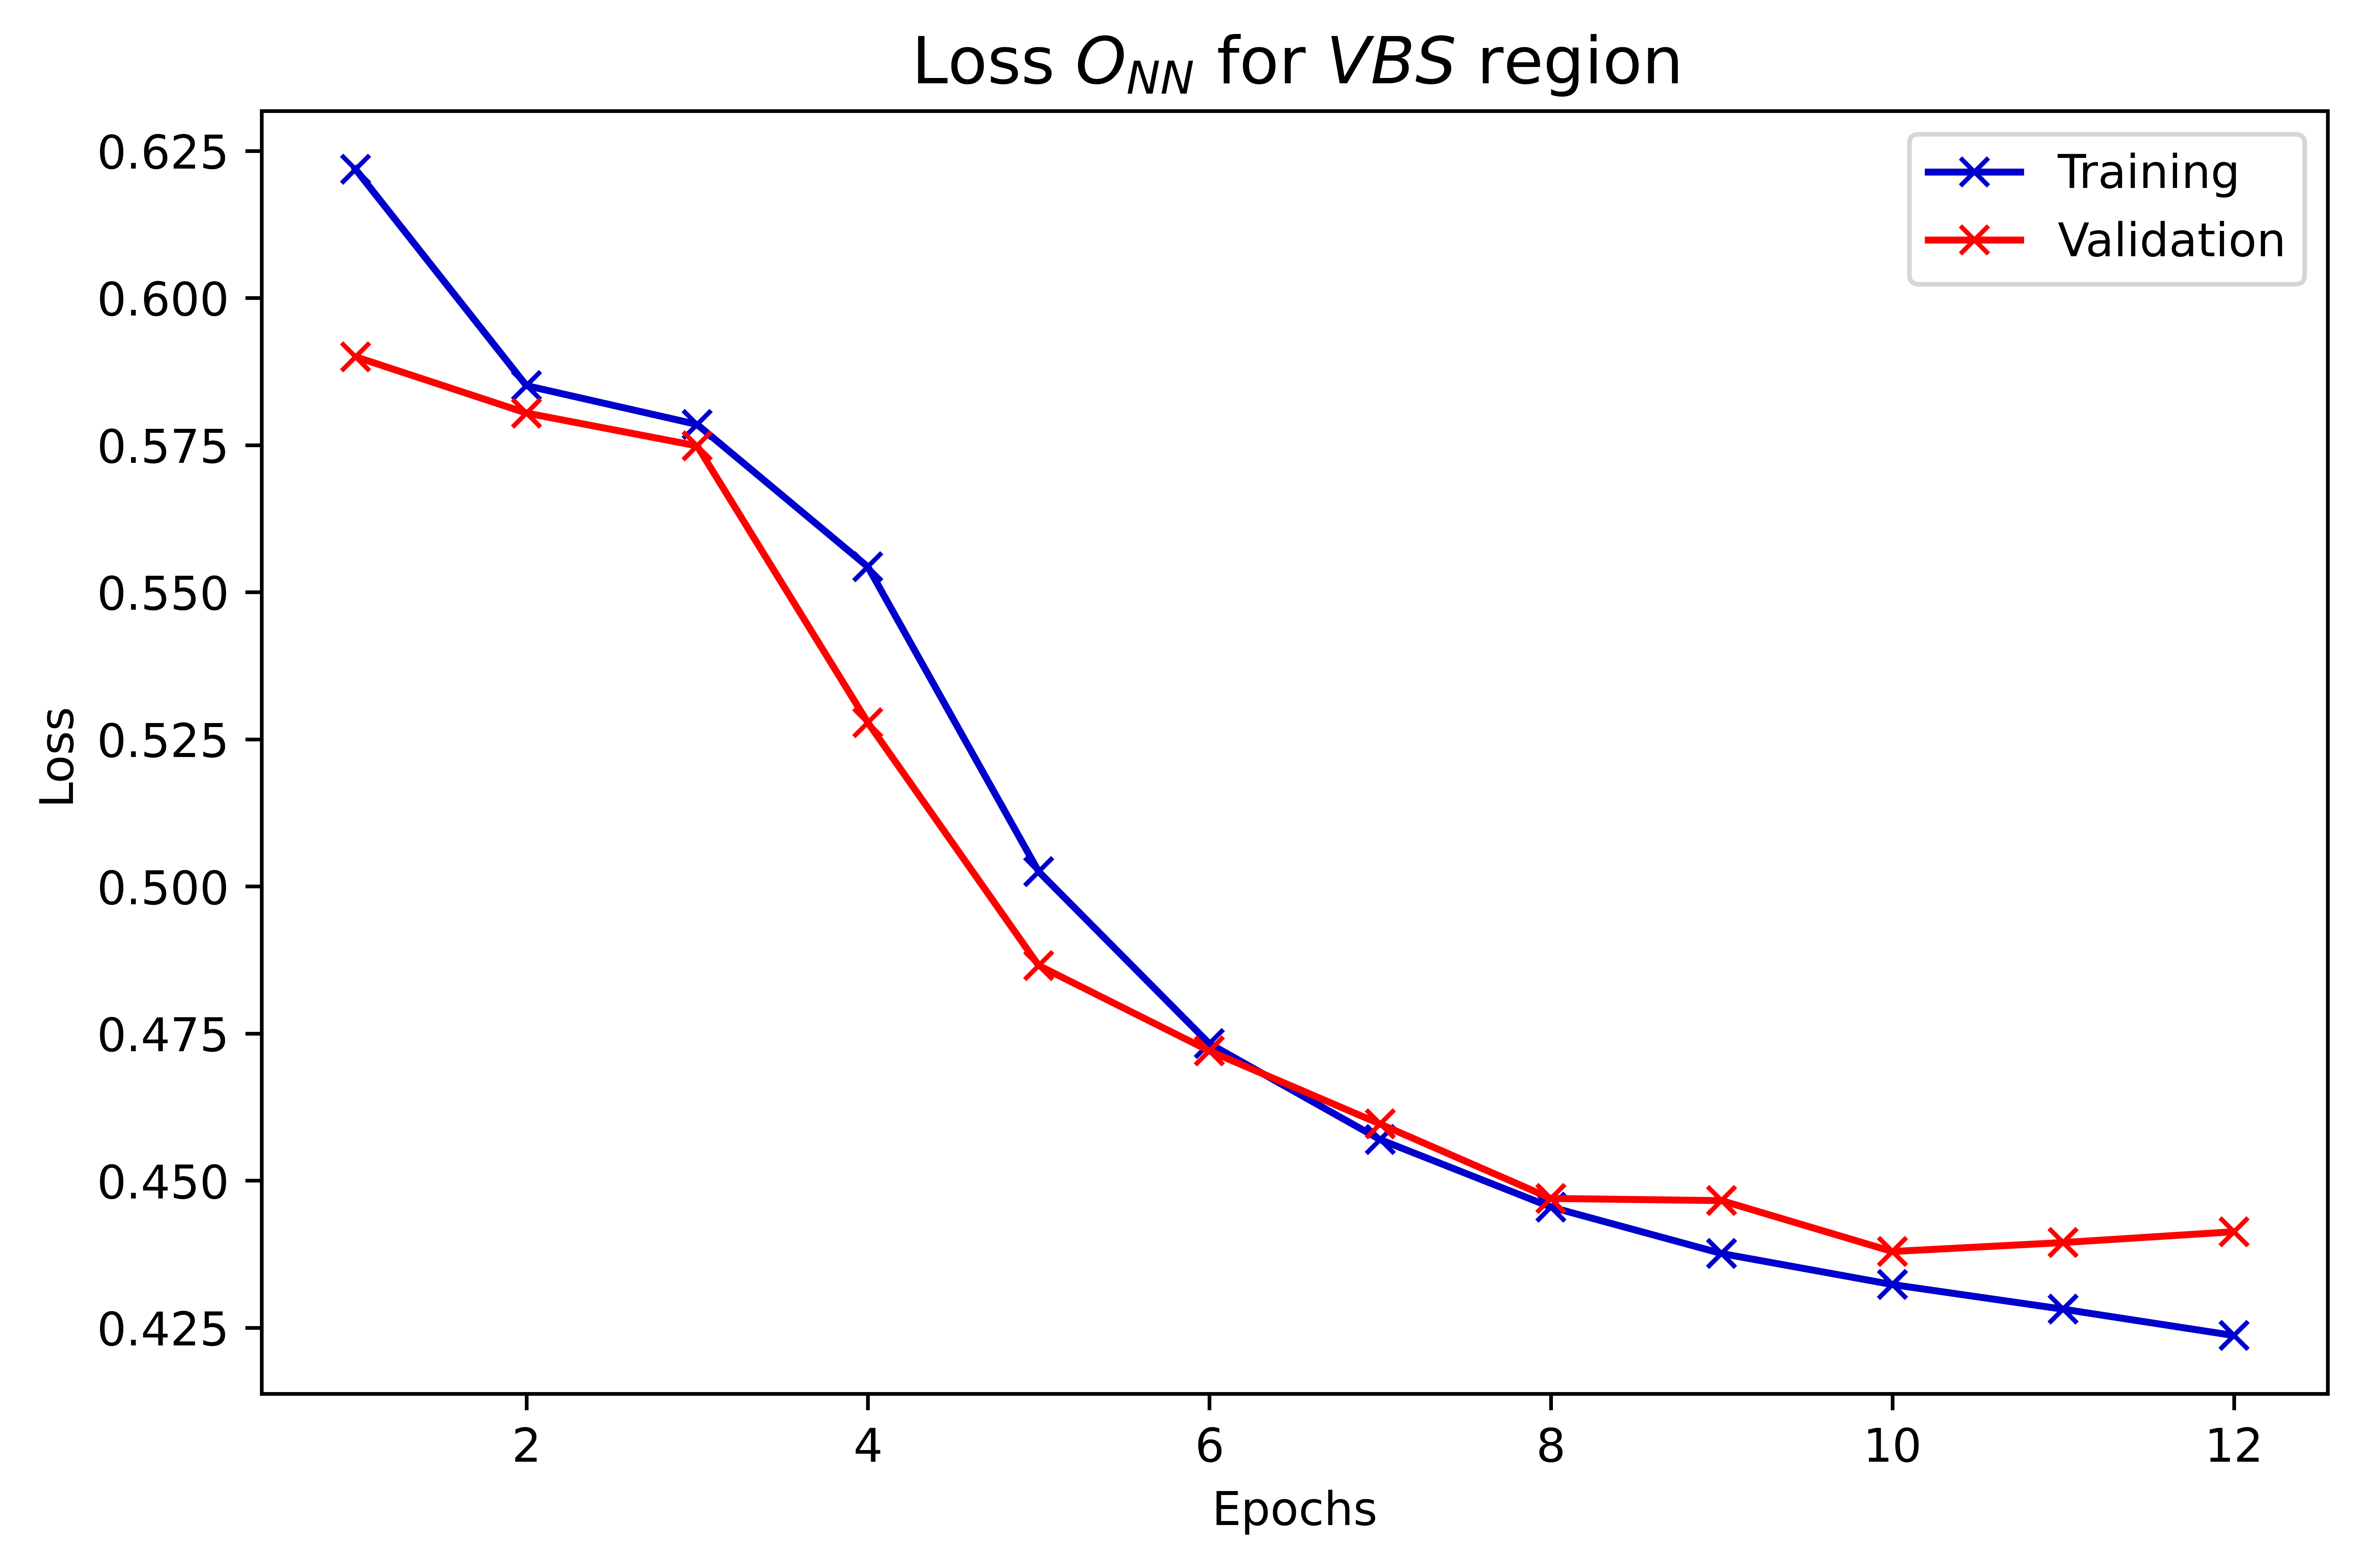 Loss O_NN for VBS region
Training
Validation
0.625
0.600
0.575
0.550
0.525
0.500
0.475
0.450
0.425
Loss
2 4 6 8 10 12
Epochs